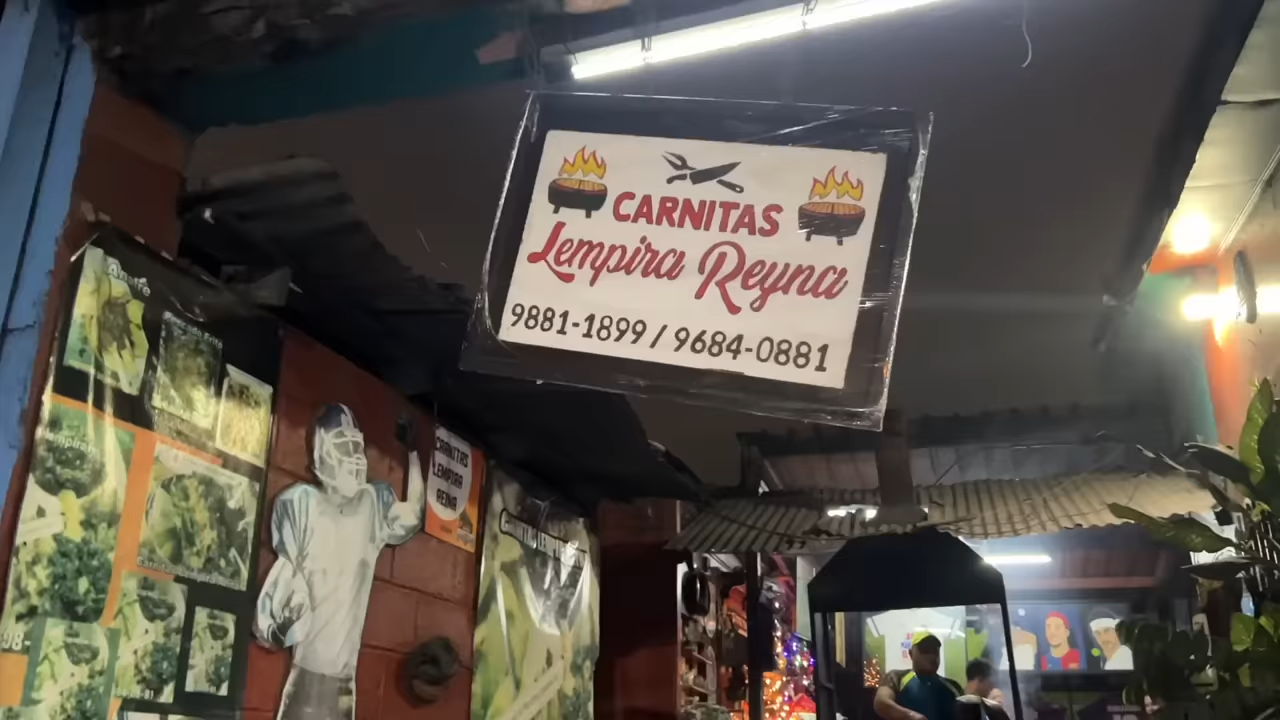 CARNITAS
Lempira Reyna
9881-1899 / 9684-0881
CARNITAS
LEMPIRA
REYNA